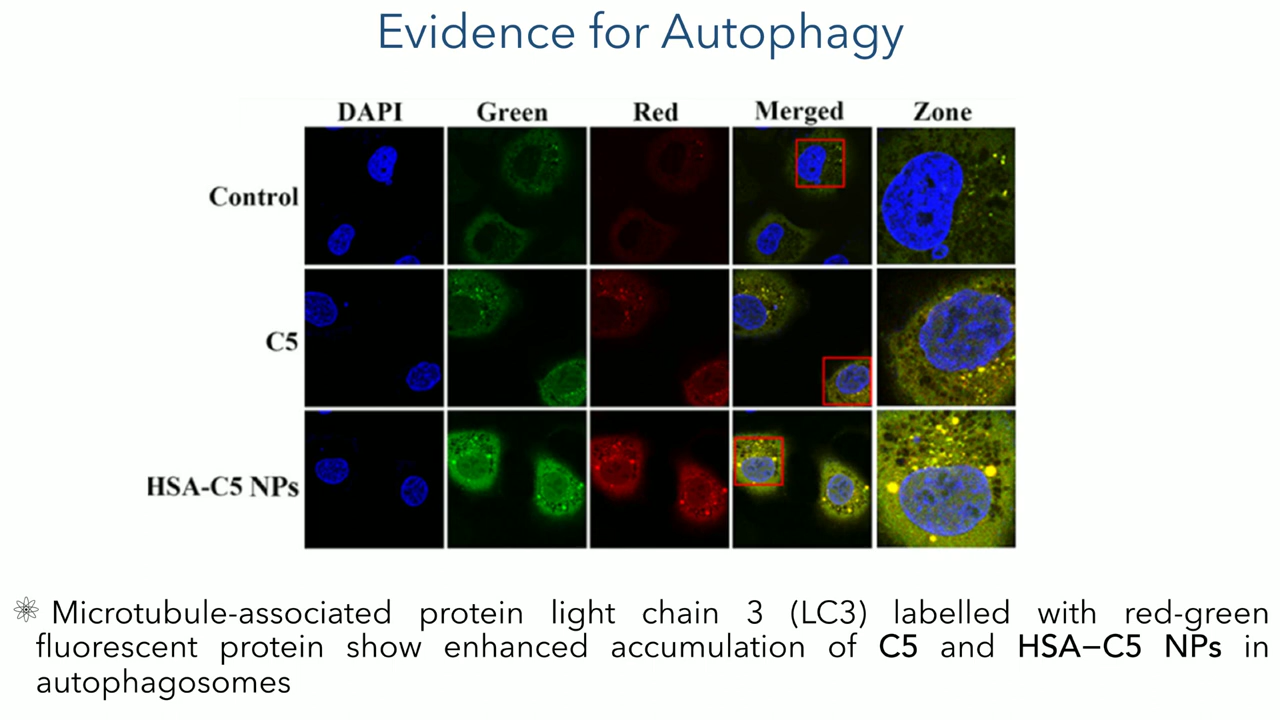 Evidence for Autophagy
DAPI Green Red Merged Zone
Control
C5
HSA-C5 NPs
Microtubule-associated protein light chain 3 (LC3) labelled with red-green
fluorescent protein show enhanced accumulation of C5 and HSA–C5 NPs in
autophagosomes